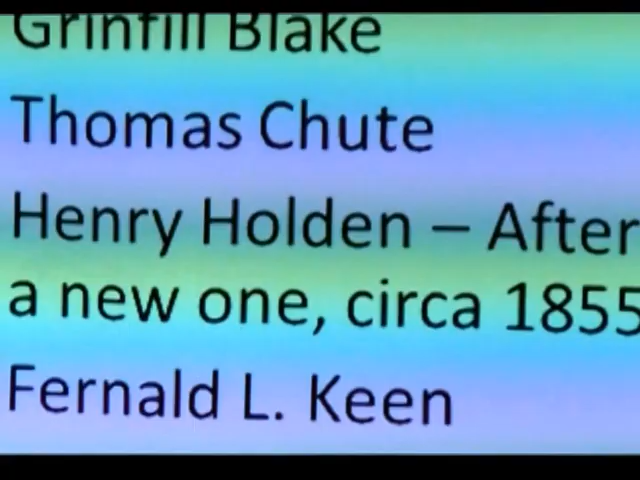 Grinfill Blake
Thomas Chute
Henry Holden – After
a new one, circa 1855
Fernald L. Keen